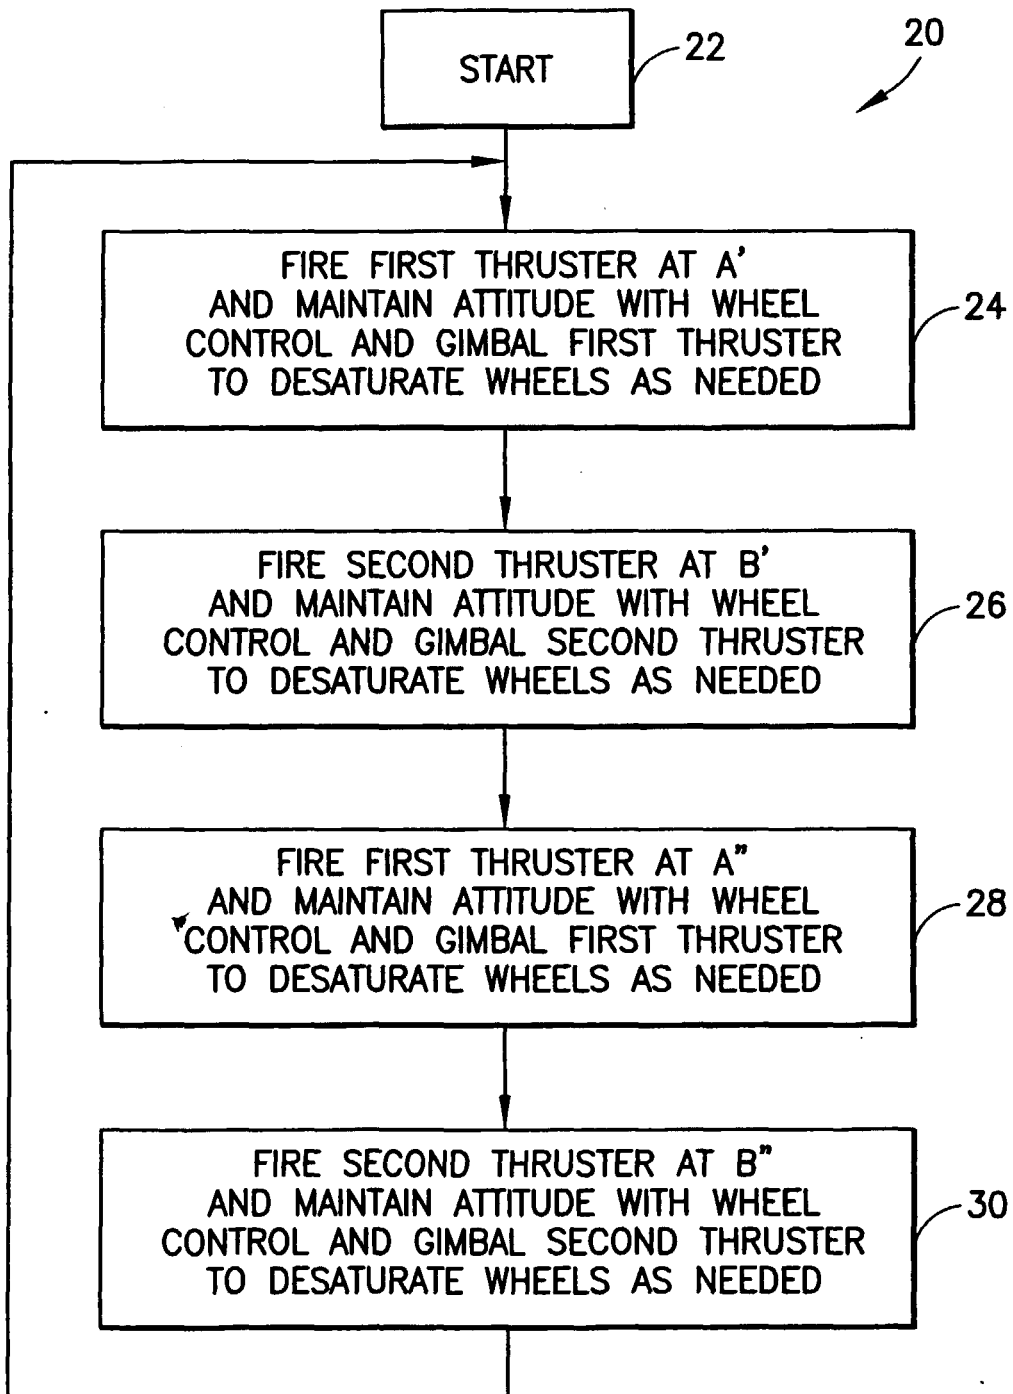 START
22
20
FIRE FIRST THRUSTER AT A'
AND MAINTAIN ATTITUDE WITH WHEEL
CONTROL AND GIMBAL FIRST THRUSTER
TO DESATURATE WHEELS AS NEEDED
24
FIRE SECOND THRUSTER AT B'
AND MAINTAIN ATTITUDE WITH WHEEL
CONTROL AND GIMBAL SECOND THRUSTER
TO DESATURATE WHEELS AS NEEDED
26
FIRE FIRST THRUSTER AT A"
AND MAINTAIN ATTITUDE WITH WHEEL
CONTROL AND GIMBAL FIRST THRUSTER
TO DESATURATE WHEELS AS NEEDED
28
FIRE SECOND THRUSTER AT B"
AND MAINTAIN ATTITUDE WITH WHEEL
CONTROL AND GIMBAL SECOND THRUSTER
TO DESATURATE WHEELS AS NEEDED
30